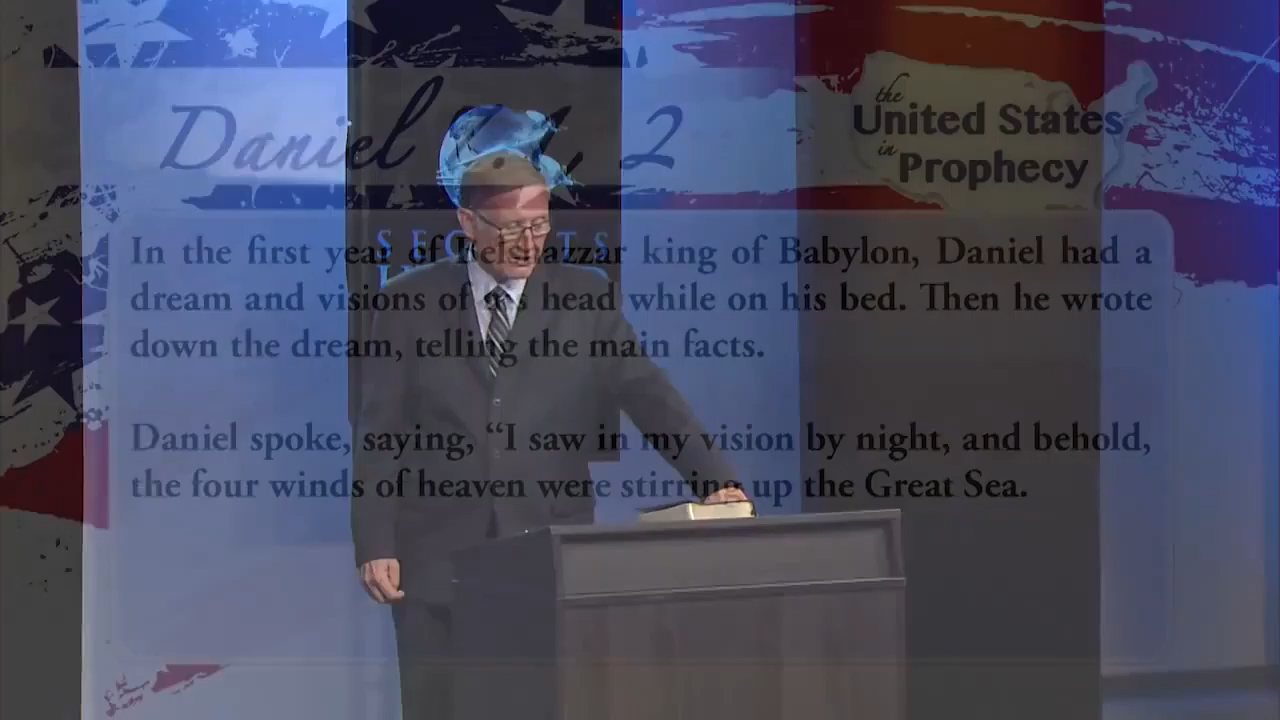 Daniel 7:1, 2
the
United States
in
Prophecy
SECRETS
In the first year of Belshazzar king of Babylon, Daniel had a
dream and visions of his head while on his bed. Then he wrote
down the dream, telling the main facts.
Daniel spoke, saying, “I saw in my vision by night, and behold,
the four winds of heaven were stirring up the Great Sea.